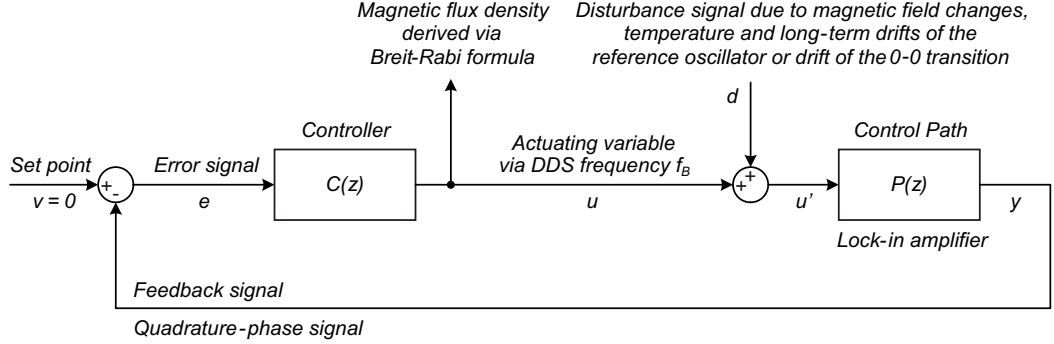 Magnetic flux density
derived via
Breit-Rabi formula
Disturbance signal due to magnetic field changes,
temperature and long-term drifts of the
reference oscillator or drift of the 0-0 transition
d
Controller
Actuating variable
via DDS frequency f_B
Control Path
Set point
Error signal
+
-
C(z)
+
+
P(z)
v = 0
e
u
u’
y
Lock-in amplifier
Feedback signal
Quadrature-phase signal